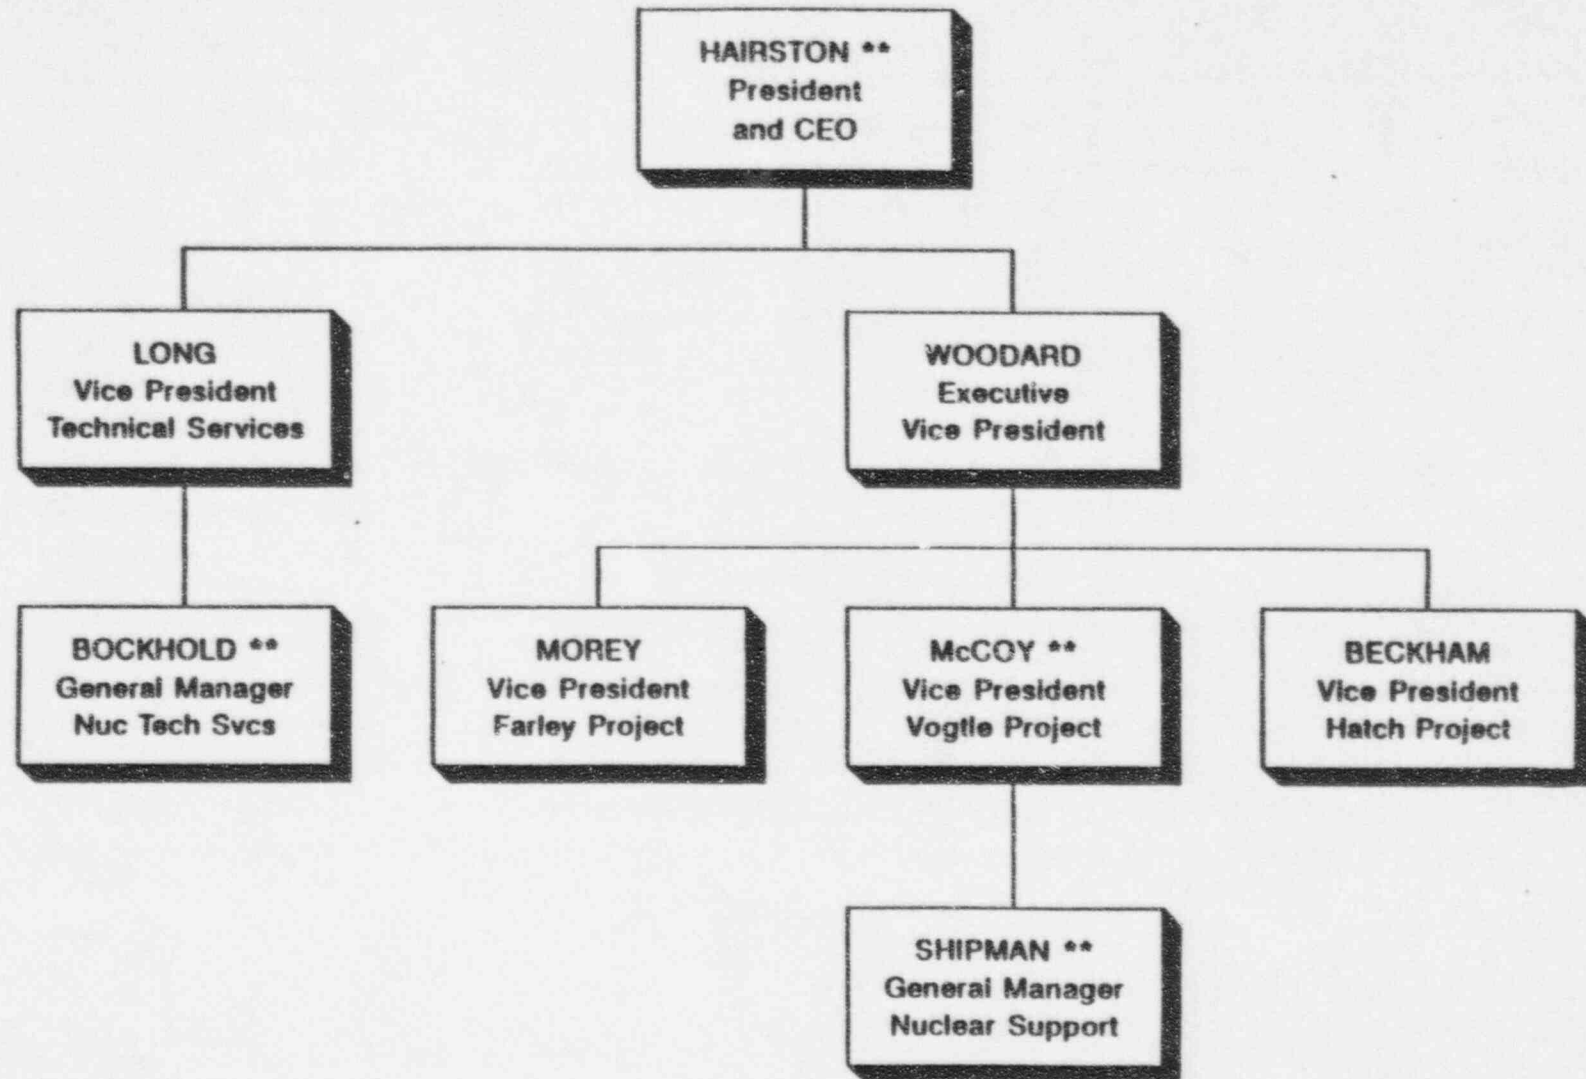 HAIRSTON **
President
and CEO
LONG
Vice President
Technical Services
WOODARD
Executive
Vice President
BOCKHOLD **
General Manager
Nuc Tech Svcs
MOREY
Vice President
Farley Project
McCOY **
Vice President
Vogtle Project
BECKHAM
Vice President
Hatch Project
SHIPMAN **
General Manager
Nuclear Support